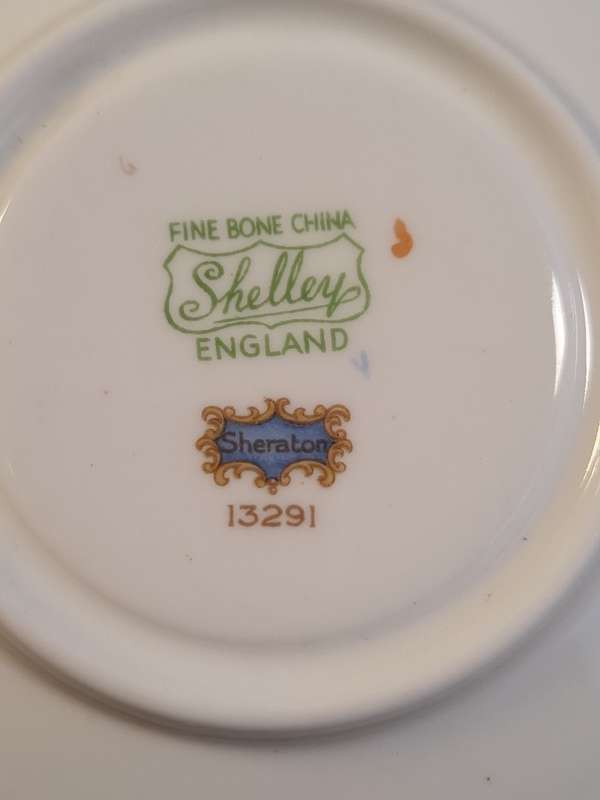 FINE BONE CHINA
Shelley
ENGLAND
Sheraton
13291